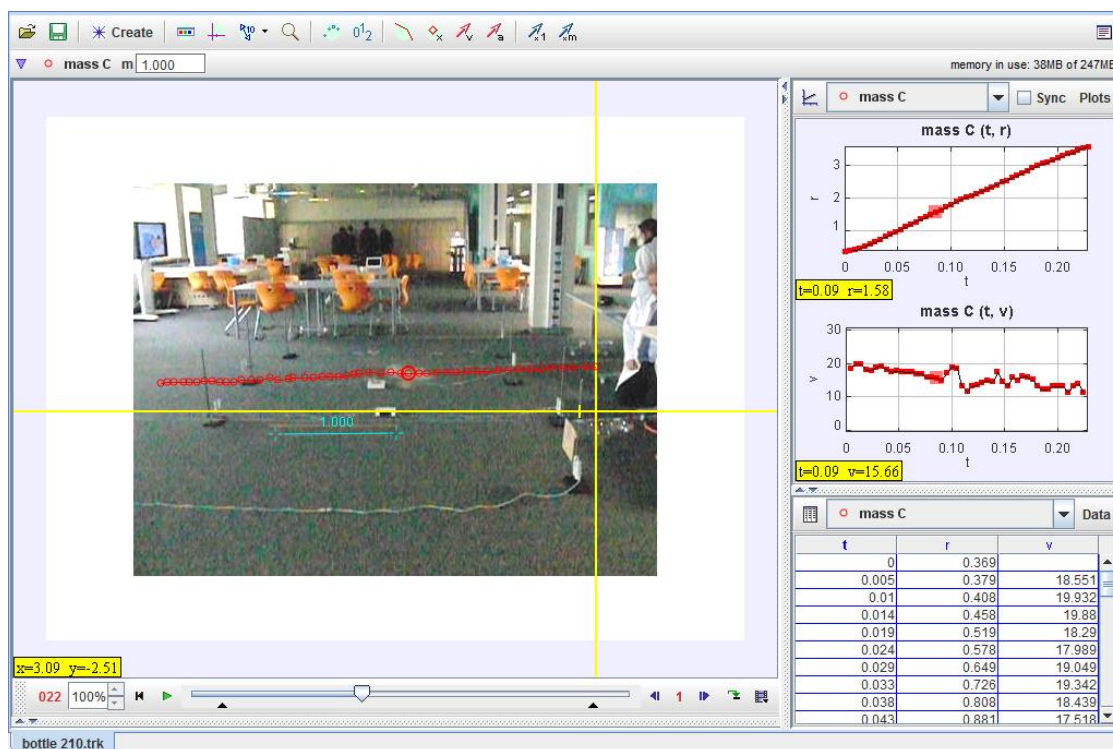 Create
mass C m 1.000
memory in use: 38MB of 247MB
mass C Sync Plots
mass C (t, r)
3
2
1
r
0 0.05 0.10 0.15 0.20
t
t=0.09 r=1.58
mass C (t, v)
30
20
10
0
v
0 0.05 0.10 0.15 0.20
t
t=0.09 v=15.66
1.000
mass C Data
t r v
0 0.369
0.005 0.379 18.551
0.01 0.408 19.932
0.014 0.458 19.88
0.019 0.519 18.29
0.024 0.578 17.989
0.029 0.649 19.049
0.033 0.726 19.342
0.038 0.808 18.439
0.043 0.881 17.518
x=3.09 y=-2.51
022 100% 1
bottle 210.trk